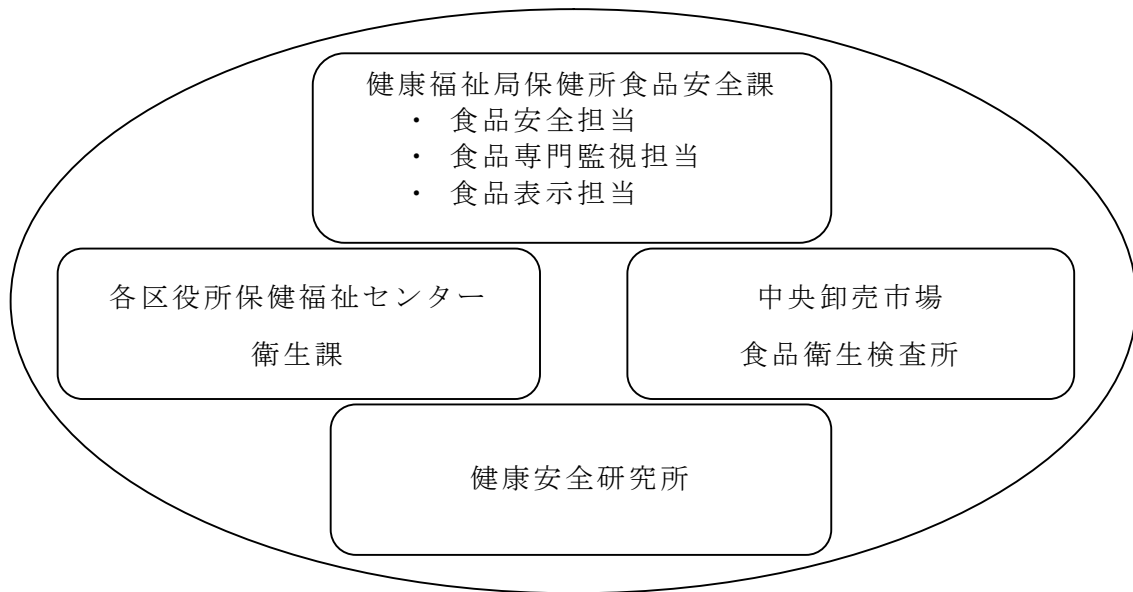 健康福祉局保健所食品安全課
・ 食品安全担当
・ 食品専門監視担当
・ 食品表示担当
各区役所保健福祉センター
衛生課
中央卸売市場
食品衛生検査所
健康安全研究所